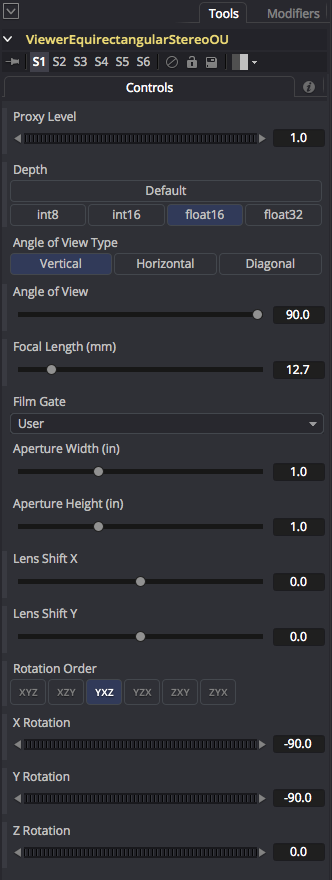 Tools Modifiers
ViewerEquirectangularStereoOU
S1 S2 S3 S4 S5 S6
Controls
Proxy Level
1.0
Depth
Default
int8 int16 float16 float32
Angle of View Type
Vertical Horizontal Diagonal
Angle of View
90.0
Focal Length (mm)
12.7
Film Gate
User
Aperture Width (in)
1.0
Aperture Height (in)
1.0
Lens Shift X
0.0
Lens Shift Y
0.0
Rotation Order
XYZ XZY YXZ YZX ZXY ZYX
X Rotation
-90.0
Y Rotation
-90.0
Z Rotation
0.0